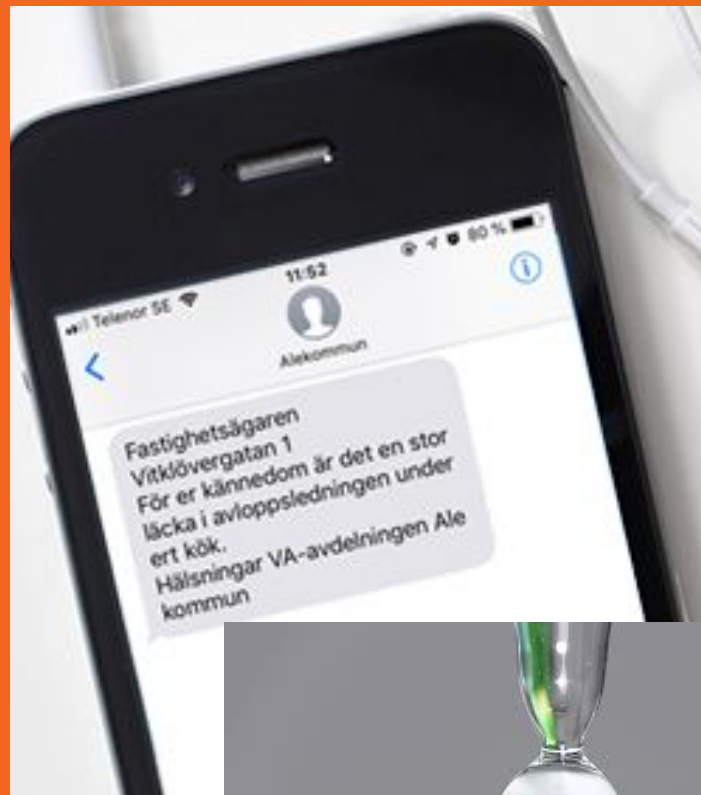 Telenor SE
11:52
80 %
Alekommun
Fastighetsägaren
Vitklövergatan 1
För er kännedom är det en stor
läcka i avloppsledningen under
ert kök.
Hälsningar VA-avdelningen Ale
kommun